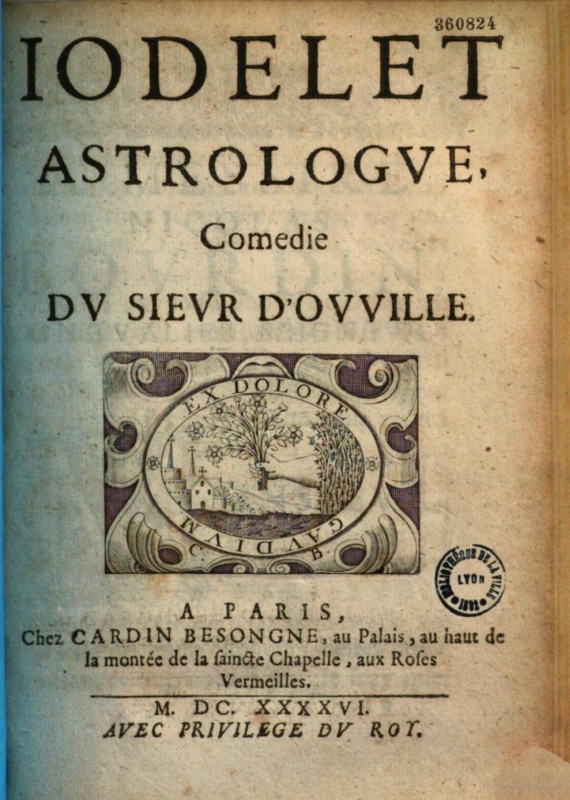 360824
IODELET
ASTROLOGVE,
Comedie
DV SIEVR D'OVVILLE.
EX DOLORE
GAVDIVM
C. B.
BIBLIOTHÈQUE DE LA VILLE
LYON
A PARIS,
Chez CARDIN BESONGNE, au Palais, au haut de
la montée de la ſaincte Chapelle, aux Roſes
Vermeilles.
M. DC. XXXXVI.
AVEC PRIVILEGE DV ROY.